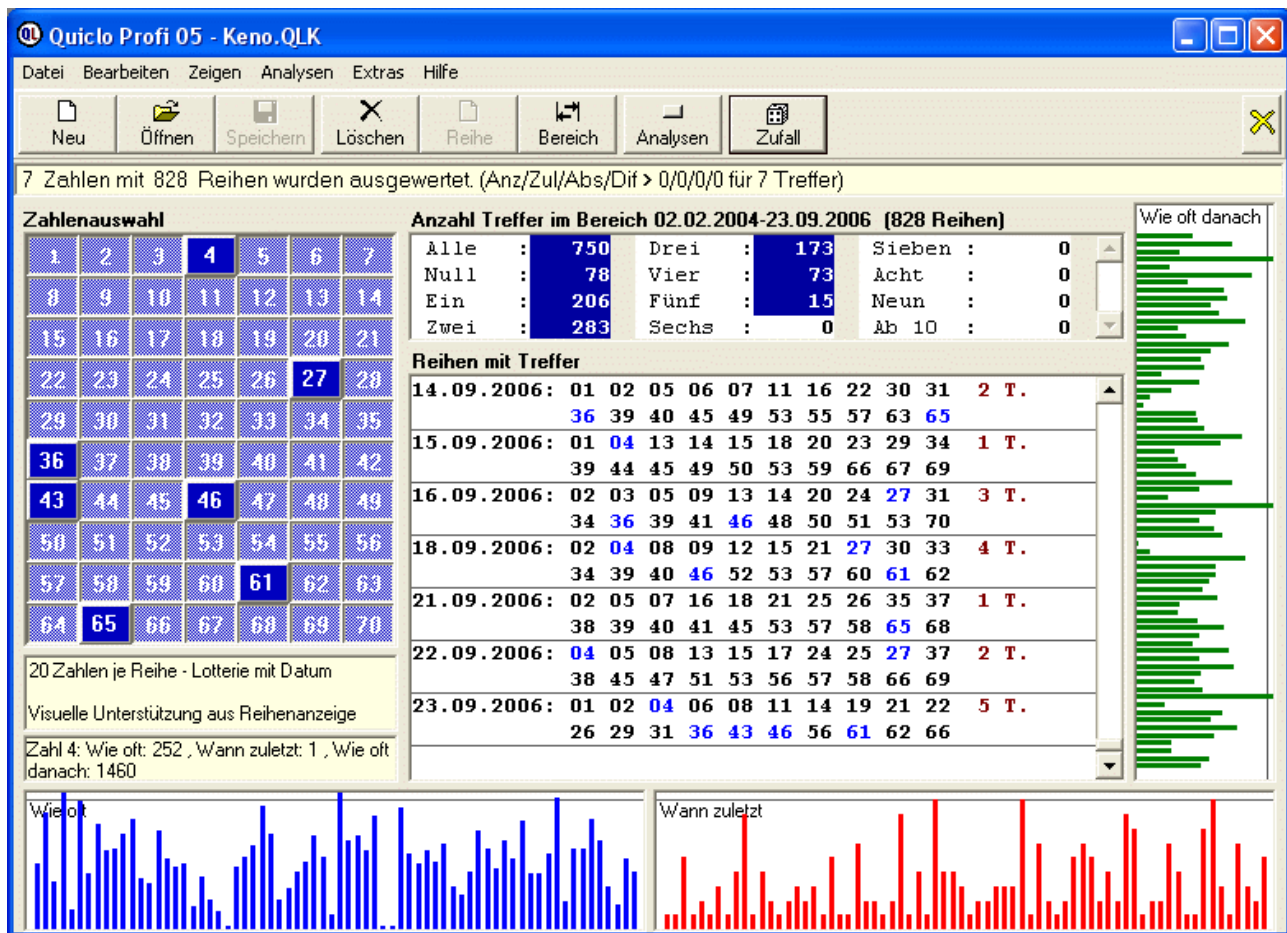 Quiclo Profi 05 - Keno.QLK
Datei Bearbeiten Zeigen Analysen Extras Hilfe
Neu Öffnen Speichern Löschen Reihe Bereich Analysen Zufall
7 Zahlen mit 828 Reihen wurden ausgewertet. (Anz/Zul/Abs/Dif > 0/0/0/0 für 7 Treffer)
Zahlenauswahl
1 2 3 4 5 6 7
8 9 10 11 12 13 14
15 16 17 18 19 20 21
22 23 24 25 26 27 28
29 30 31 32 33 34 35
36 37 38 39 40 41 42
43 44 45 46 47 48 49
50 51 52 53 54 55 56
57 58 59 60 61 62 63
64 65 66 67 68 69 70
20 Zahlen je Reihe - Lotterie mit Datum
Visuelle Unterstützung aus Reihenanzeige
Zahl 4: Wie oft: 252 , Wann zuletzt: 1 , Wie oft
danach: 1460
Anzahl Treffer im Bereich 02.02.2004-23.09.2006 (828 Reihen)
Alle : 750 Drei : 173 Sieben : 0
Null : 78 Vier : 73 Acht : 0
Ein : 206 Fünf : 15 Neun : 0
Zwei : 283 Sechs : 0 Ab 10 : 0
Reihen mit Treffer
14.09.2006: 01 02 05 06 07 11 16 22 30 31 2 T.
36 39 40 45 49 53 55 57 63 65
15.09.2006: 01 04 13 14 15 18 20 23 29 34 1 T.
39 44 45 49 50 53 59 66 67 69
16.09.2006: 02 03 05 09 13 14 20 24 27 31 3 T.
34 36 39 41 46 48 50 51 53 70
18.09.2006: 02 04 08 09 12 15 21 27 30 33 4 T.
34 39 40 46 52 53 57 60 61 62
21.09.2006: 02 05 07 16 18 21 25 26 35 37 1 T.
38 39 40 41 45 53 57 58 65 68
22.09.2006: 04 05 08 13 15 17 24 25 27 37 2 T.
38 45 47 51 53 56 57 58 66 69
23.09.2006: 01 02 04 06 08 11 14 19 21 22 5 T.
26 29 31 36 43 46 56 61 62 66
Wie oft danach
Wie oft
Wann zuletzt